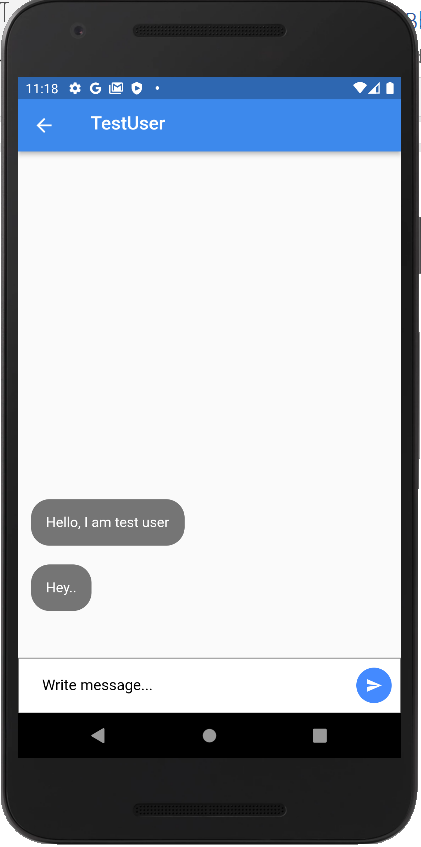 11:18
TestUser
Hello, I am test user
Hey..
Write message...